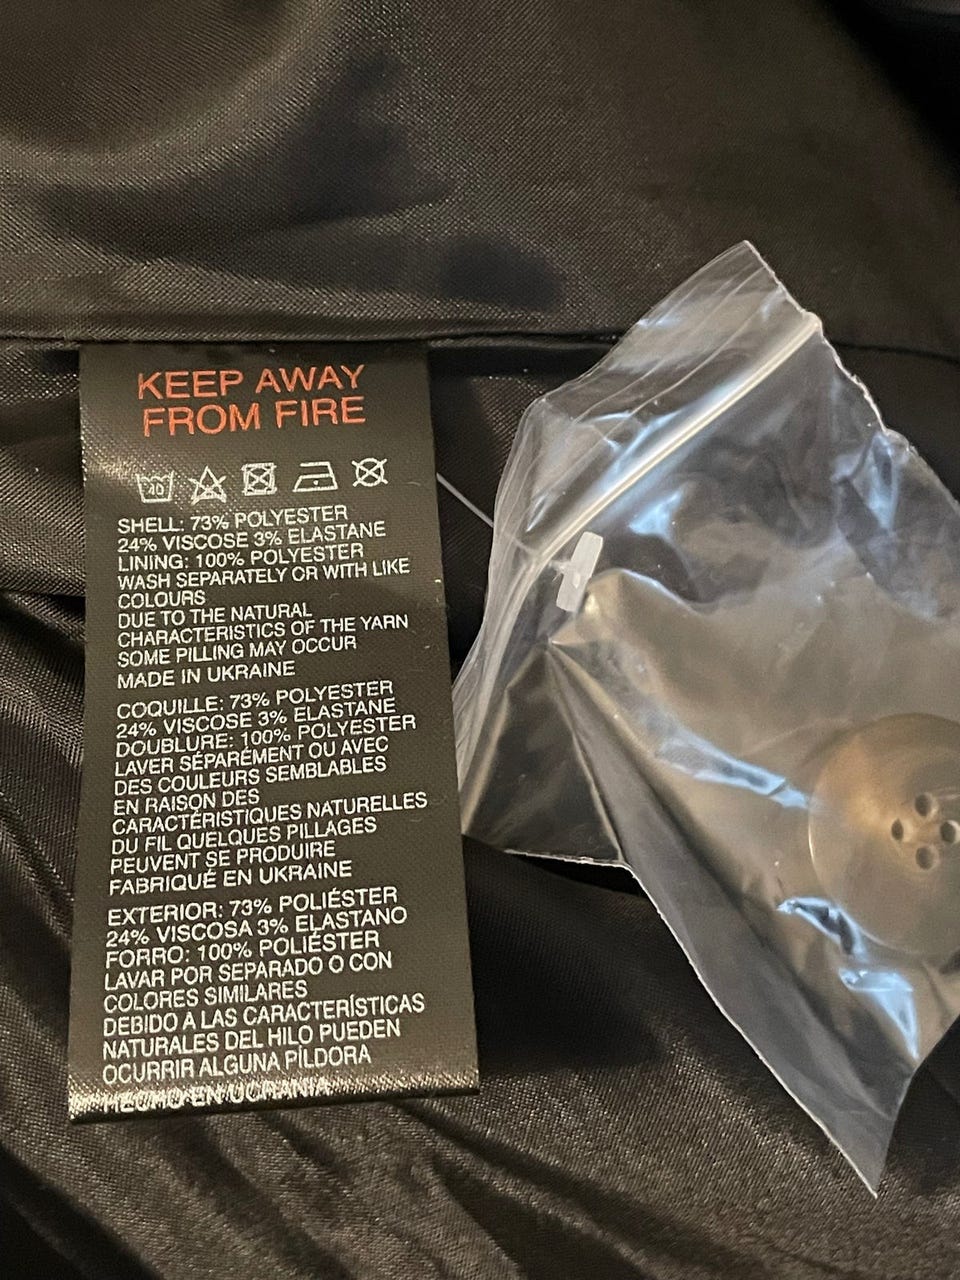 KEEP AWAY
FROM FIRE
40
SHELL: 73% POLYESTER
24% VISCOSE 3% ELASTANE
LINING: 100% POLYESTER
WASH SEPARATELY OR WITH LIKE
COLOURS
DUE TO THE NATURAL
CHARACTERISTICS OF THE YARN
SOME PILLING MAY OCCUR
MADE IN UKRAINE
COQUILLE: 73% POLYESTER
24% VISCOSE 3% ELASTANE
DOUBLURE: 100% POLYESTER
LAVER SÉPARÉMENT OU AVEC
DES COULEURS SEMBLABLES
EN RAISON DES
CARACTÉRISTIQUES NATURELLES
DU FIL QUELQUES PILLAGES
PEUVENT SE PRODUIRE
FABRIQUÉ EN UKRAINE
EXTERIOR: 73% POLIÉSTER
24% VISCOSA 3% ELASTANO
FORRO: 100% POLIÉSTER
LAVAR POR SEPARADO O CON
COLORES SIMILARES
DEBIDO A LAS CARACTERÍSTICAS
NATURALES DEL HILO PUEDEN
OCURRIR ALGUNA PÍLDORA
HECHO EN UCRANIA